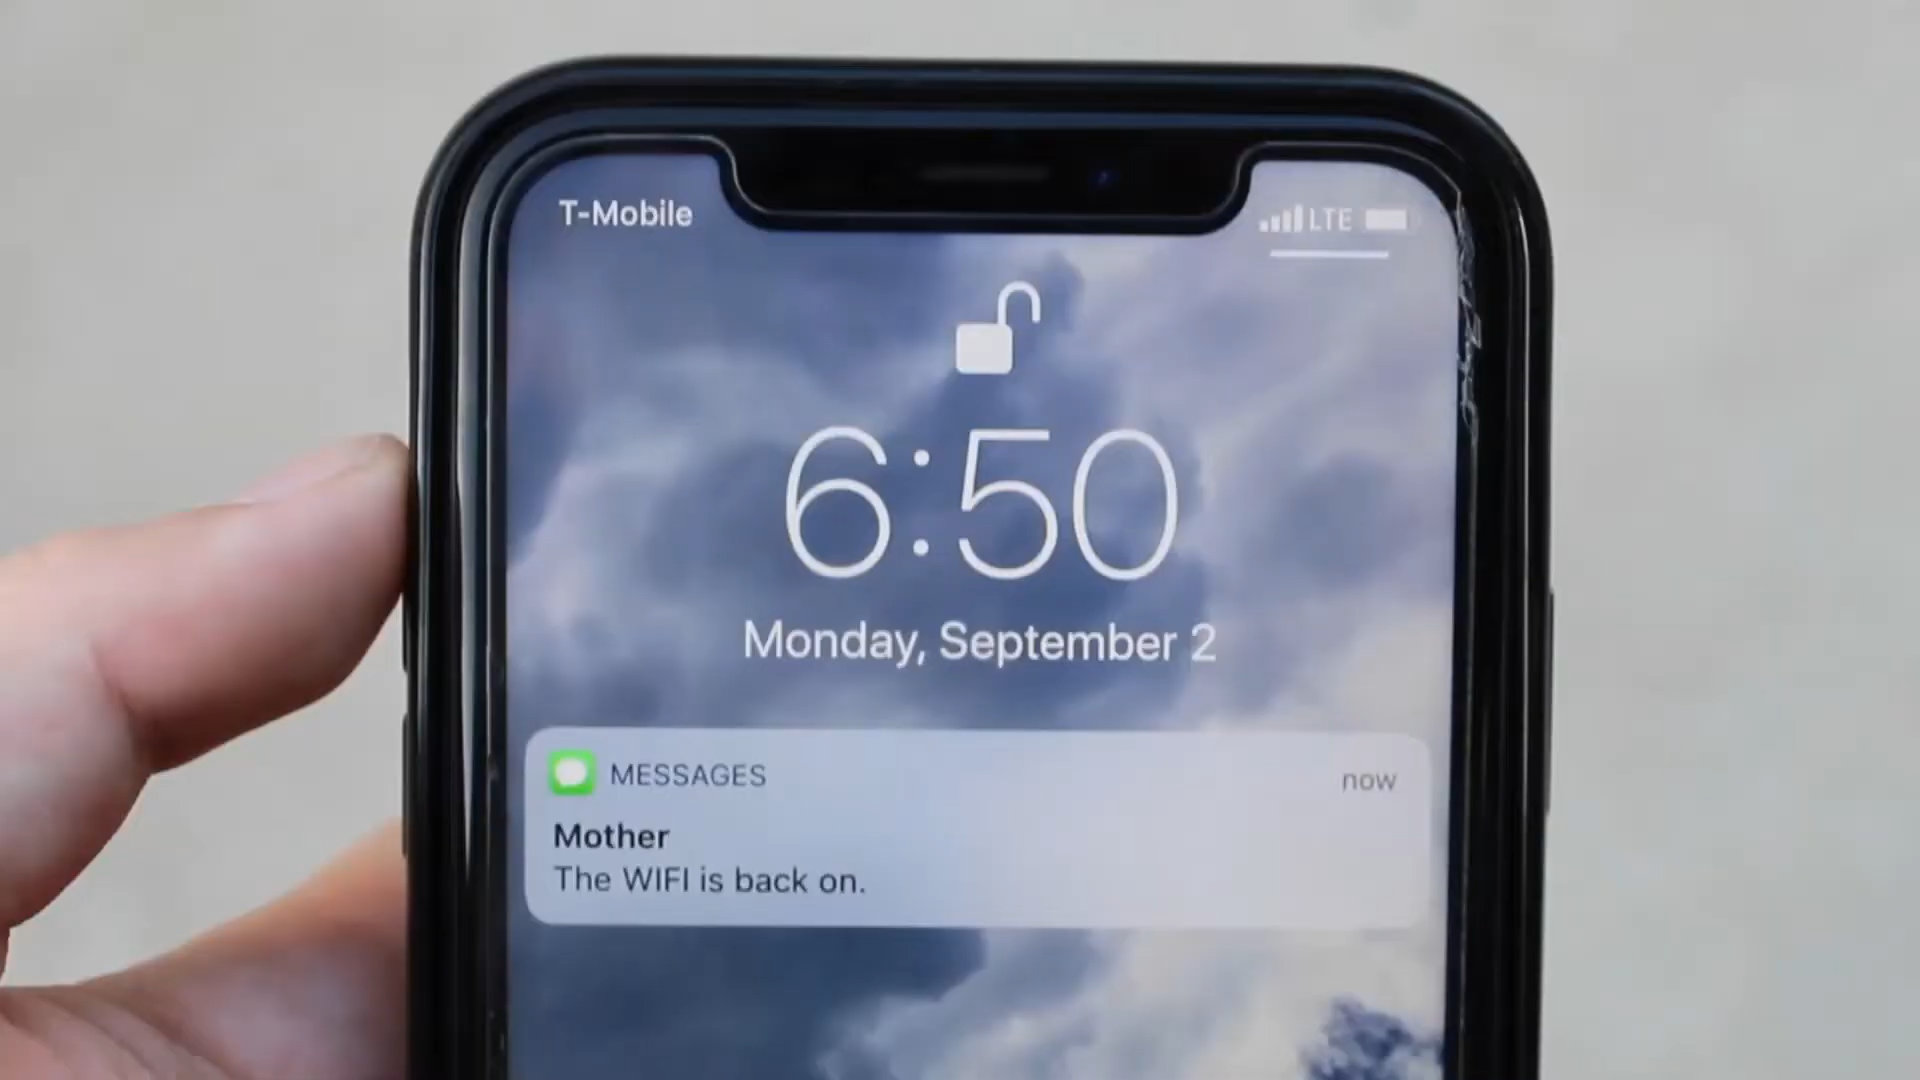 T-Mobile
LTE
6:50
Monday, September 2
MESSAGES
now
Mother
The WIFI is back on.